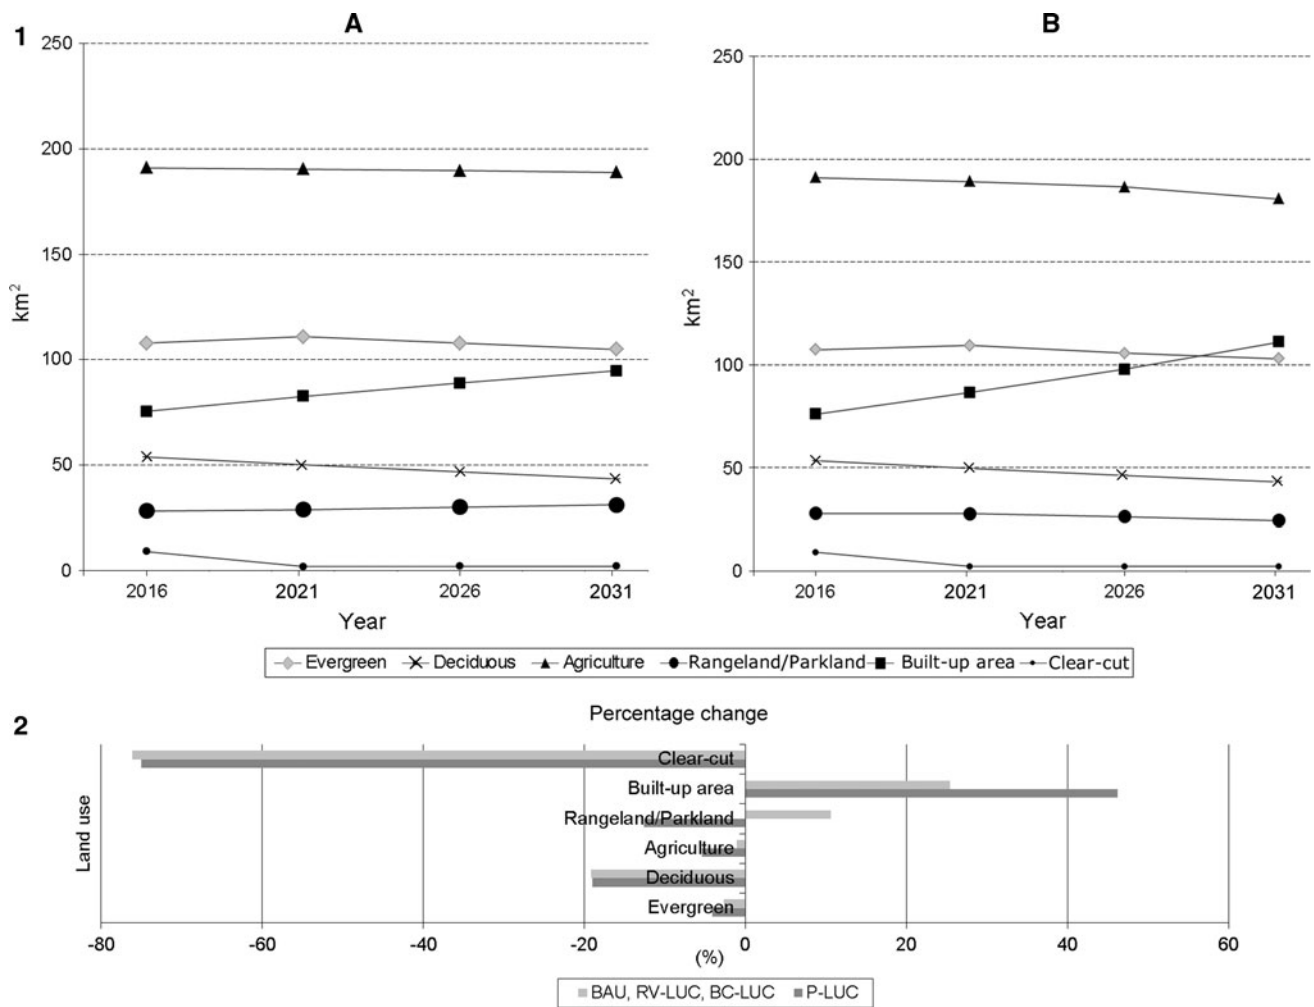 1
A
B
250
200
150
100
50
0
km2
2016 2021 2026 2031
Year
250
200
150
100
50
0
km2
2016 2021 2026 2031
Year
Evergreen Deciduous Agriculture Rangeland/Parkland Built-up area Clear-cut
2
Percentage change
Land use
Clear-cut
Built-up area
Rangeland/Parkland
Agriculture
Deciduous
Evergreen
-80 -60 -40 -20 0 20 40 60
(%)
BAU, RV-LUC, BC-LUC P-LUC